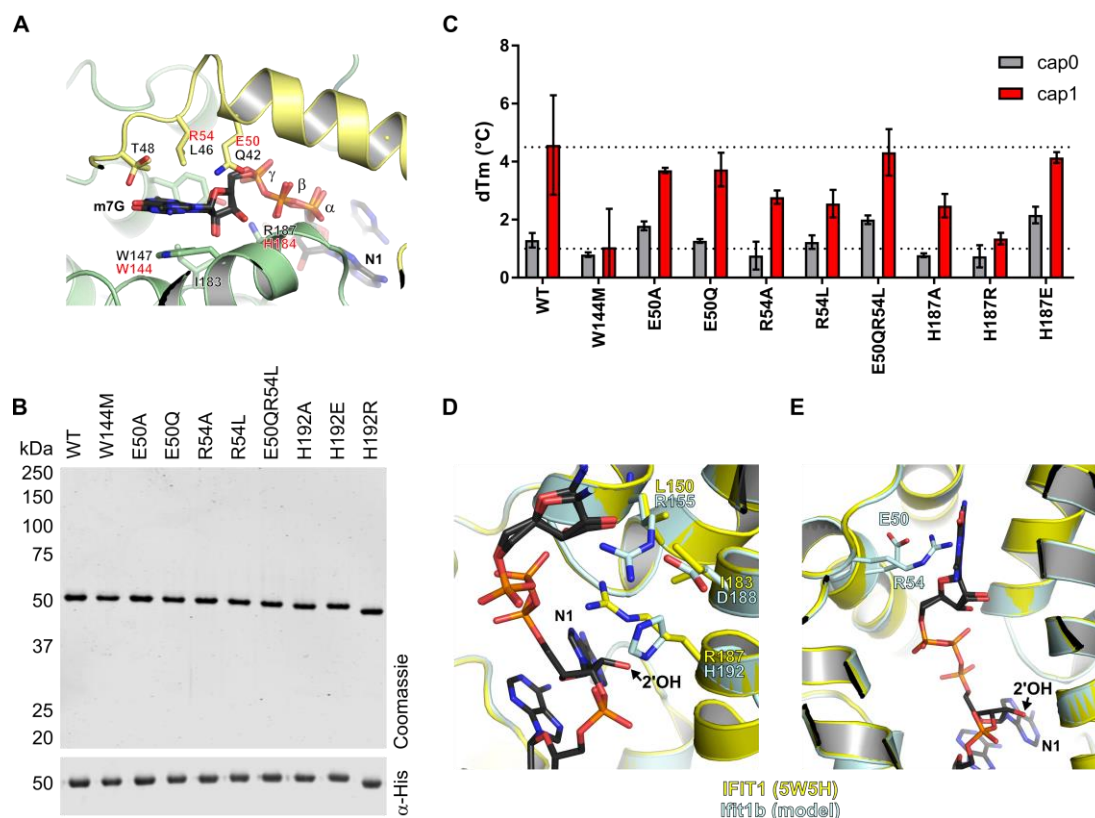 A
R54
E50
T48
L46
Q42
γ
β
α
m7G
R187
H184
W147
W144
N1
I183
C
8
6
4
2
0
dTm (°C)
cap0
cap1
WT
W144M
E50A
E50Q
R54A
R54L
E50QR54L
H187A
H187R
H187E
B
kDa
WT
W144M
E50A
E50Q
R54A
R54L
E50QR54L
H192A
H192E
H192R
250
150
100
75
50
37
25
20
Coomassie
50
α-His
D
L150
R155
I183
D188
N1
R187
H192
2'OH
E
E50
R54
2'OH
N1
IFIT1 (5W5H)
Ifit1b (model)